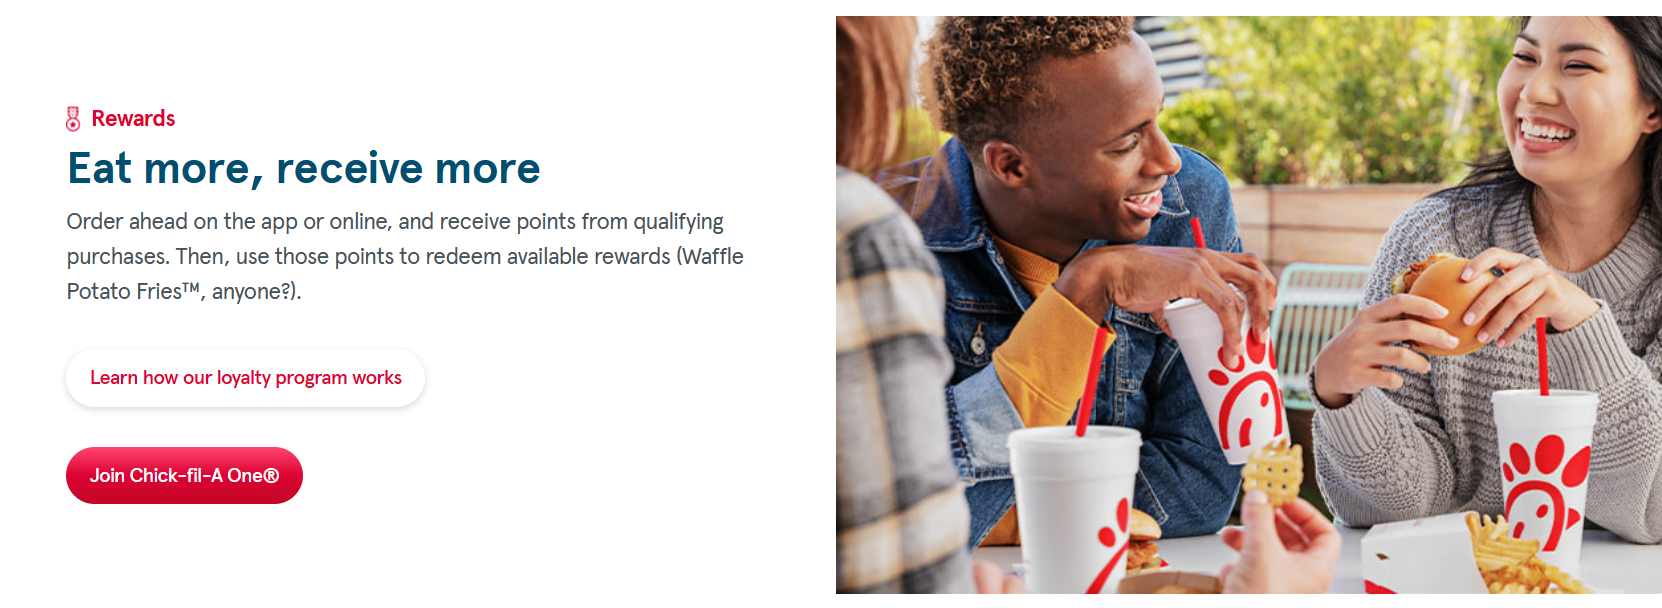 Rewards
Eat more, receive more
Order ahead on the app or online, and receive points from qualifying
purchases. Then, use those points to redeem available rewards (Waffle
Potato Fries™, anyone?).
Learn how our loyalty program works
Join Chick-fil-A One®